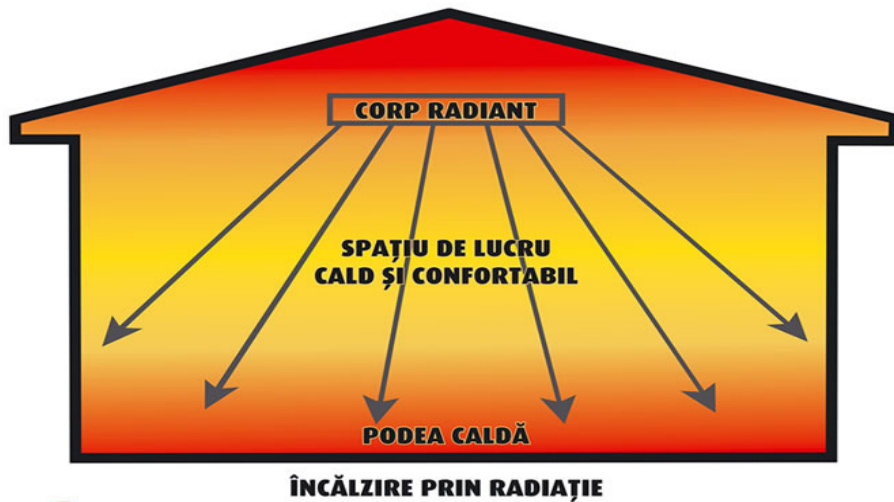 CORP RADIANT
SPAȚIU DE LUCRU
CALD ȘI CONFORTABIL
PODEA CALDĂ
ÎNCĂLZIRE PRIN RADIAȚIE